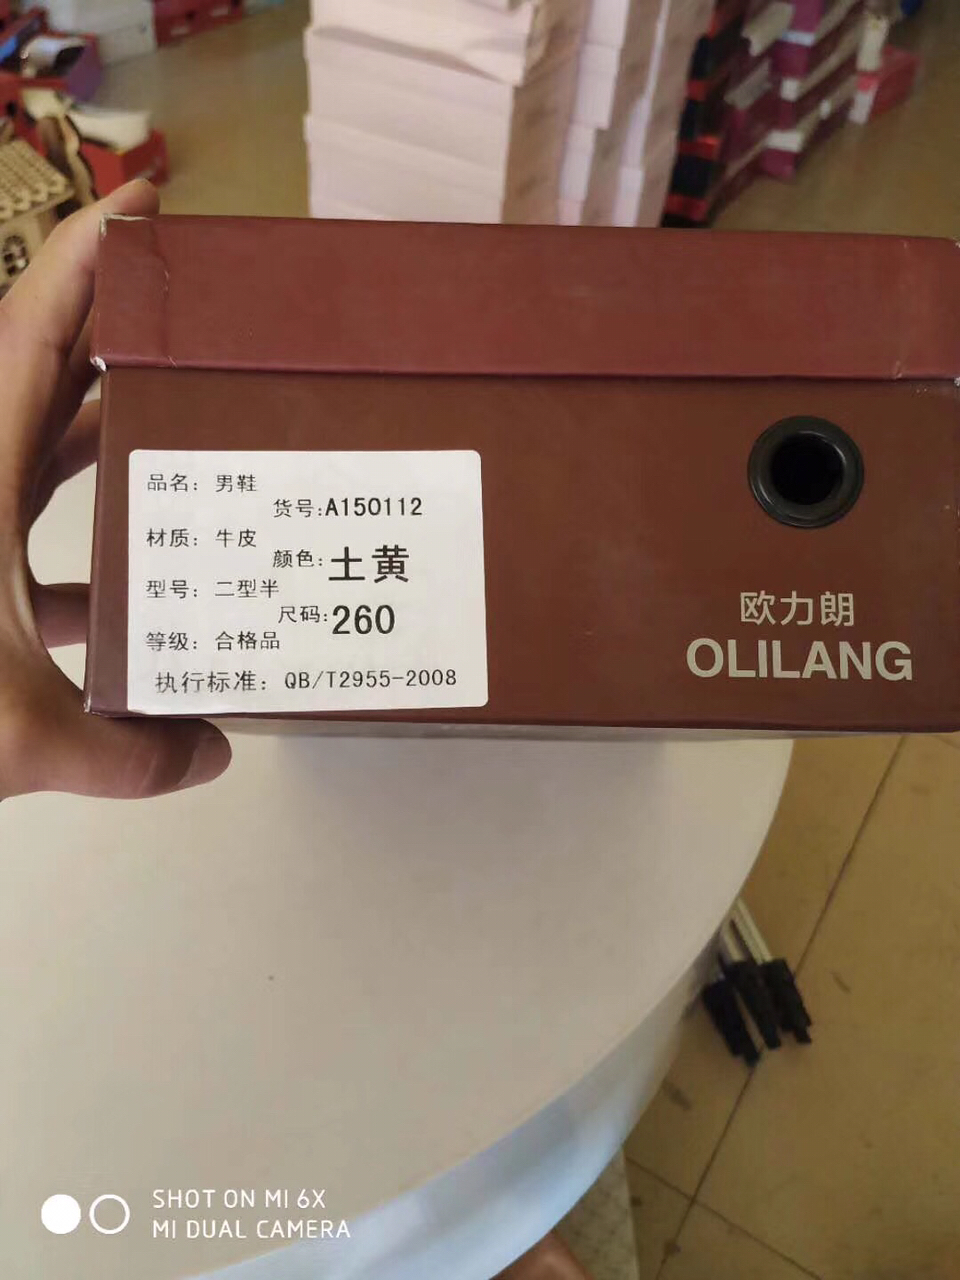 品名：男鞋
货号:A150112
材质：牛皮
颜色:土黄
型号：二型半
尺码:260
等级：合格品
执行标准：QB/T2955-2008
欧力朗
OLILANG
SHOT ON MI 6X
MI DUAL CAMERA